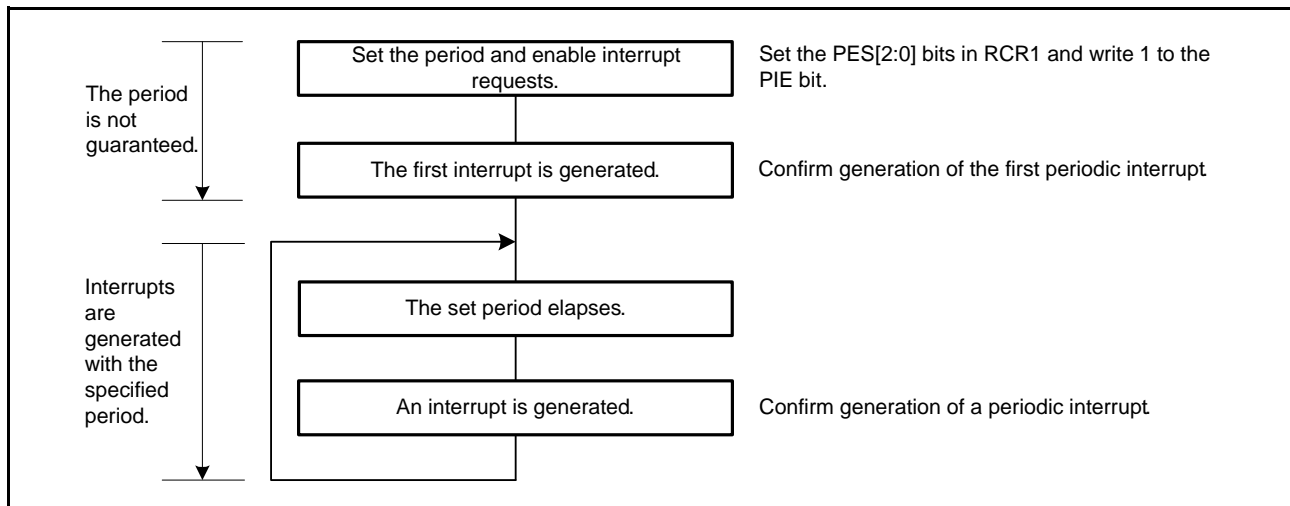 Set the period and enable interrupt
requests.
Set the PES[2:0] bits in RCR1 and write 1 to the
PIE bit.
The period
is not
guaranteed.
The first interrupt is generated.
Confirm generation of the first periodic interrupt.
Interrupts
are
generated
with the
specified
period.
The set period elapses.
An interrupt is generated.
Confirm generation of a periodic interrupt.